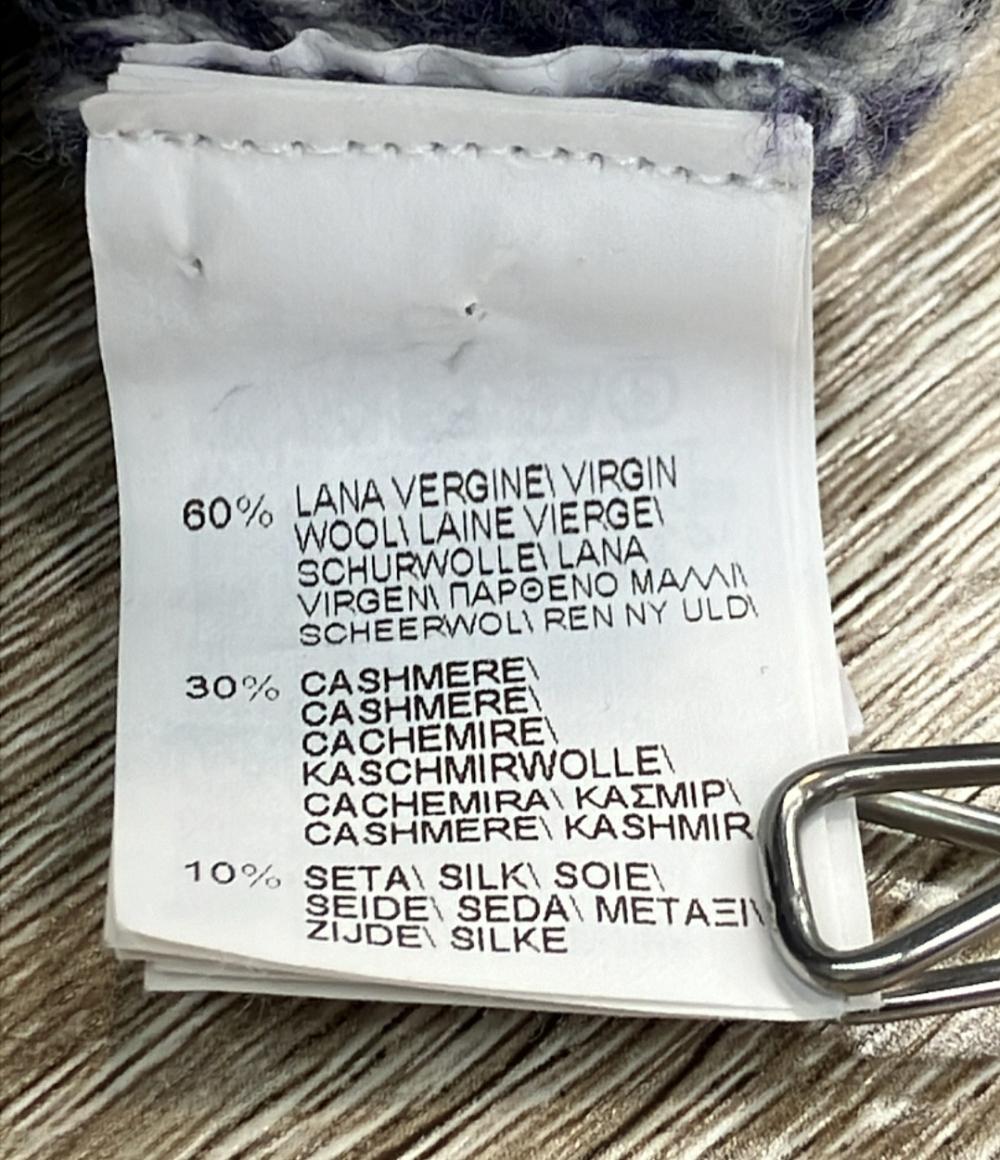 60% LANA VERGINE\ VIRGIN
WOOL\ LAINE VIERGE\
SCHURWOLLE\ LANA
VIRGEN\ ΠΑΡΘΕΝΟ ΜΑΛΛΙ\
SCHEERWOL\ REN NY ULD\
30% CASHMERE\
CASHMERE\
CACHEMIRE\
KASCHMIRWOLLE\
CACHEMIRA\ ΚΑΣΜΙΡ\
CASHMERE\ KASHMIR
10% SETA\ SILK\ SOIE\
SEIDE\ SEDA\ ΜΕΤΑΞΙ\
ZIJDE\ SILKE